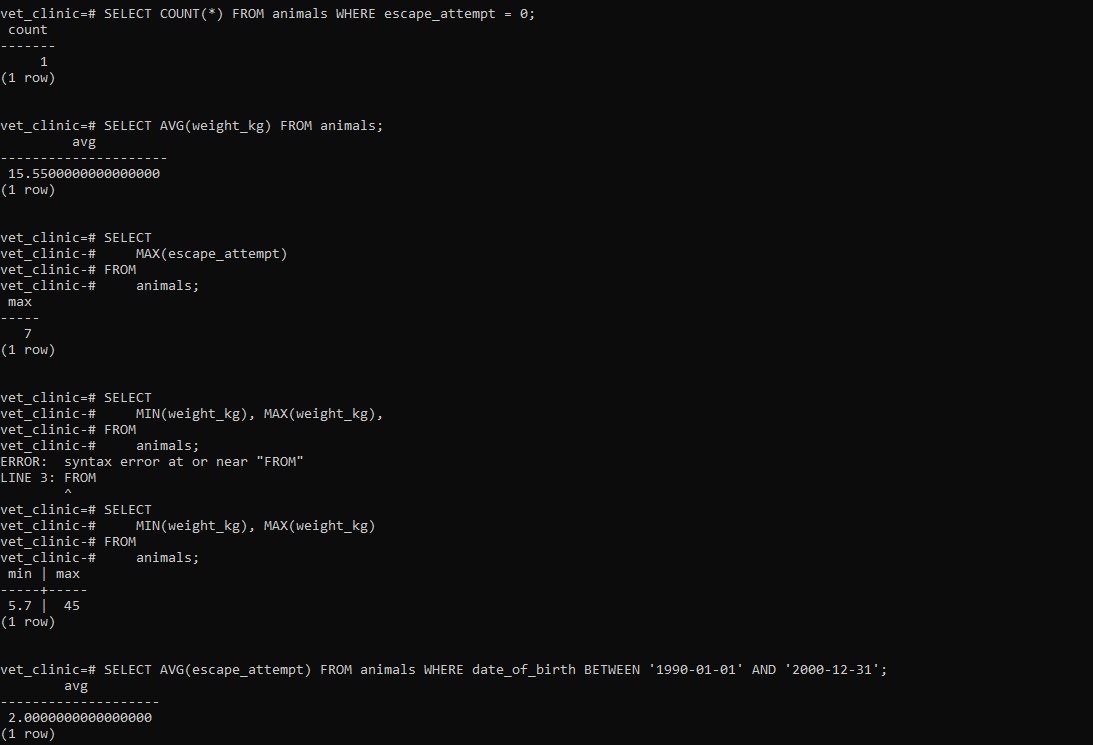 vet_clinic=# SELECT COUNT(*) FROM animals WHERE escape_attempt = 0;
 count
-------
     1
(1 row)

vet_clinic=# SELECT AVG(weight_kg) FROM animals;
         avg
---------------------
 15.5500000000000000
(1 row)

vet_clinic=# SELECT
vet_clinic-#     MAX(escape_attempt)
vet_clinic-# FROM
vet_clinic-#     animals;
 max
-----
   7
(1 row)

vet_clinic=# SELECT
vet_clinic-#     MIN(weight_kg), MAX(weight_kg),
vet_clinic-# FROM
vet_clinic-#     animals;
ERROR:  syntax error at or near "FROM"
LINE 3: FROM
        ^
vet_clinic=# SELECT
vet_clinic-#     MIN(weight_kg), MAX(weight_kg)
vet_clinic-# FROM
vet_clinic-#     animals;
 min | max
-----+-----
 5.7 |  45
(1 row)

vet_clinic=# SELECT AVG(escape_attempt) FROM animals WHERE date_of_birth BETWEEN '1990-01-01' AND '2000-12-31';
        avg
--------------------
 2.0000000000000000
(1 row)